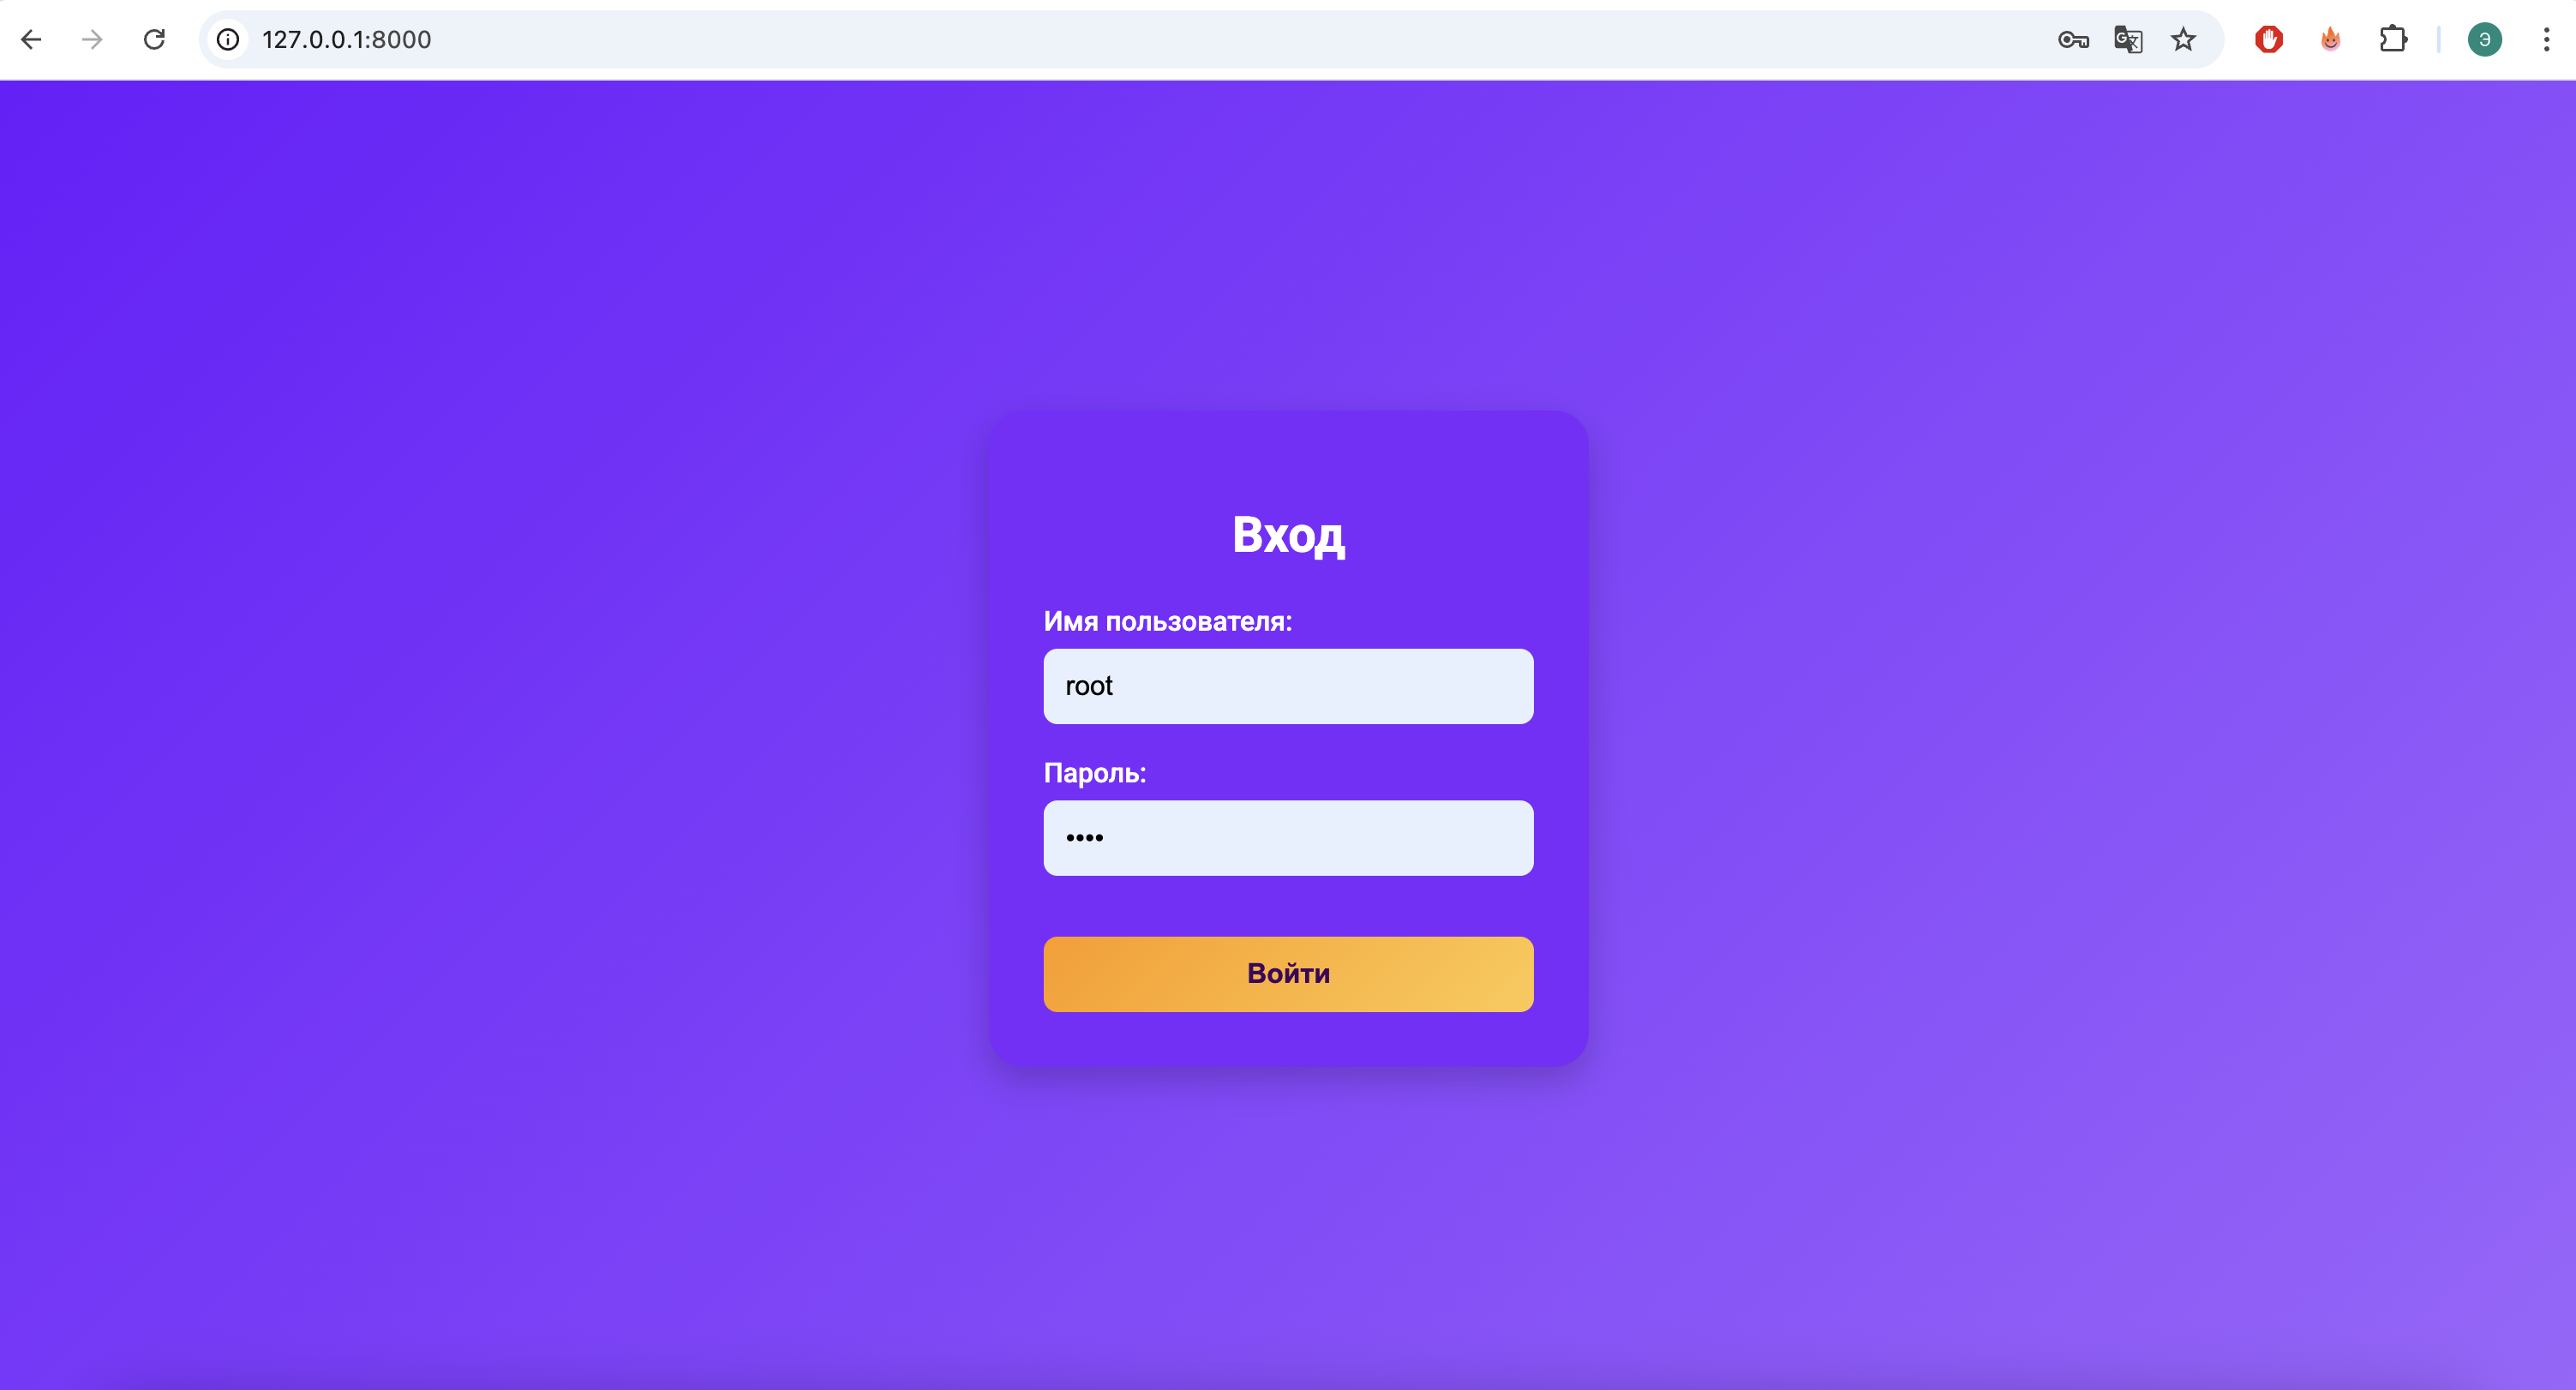 127.0.0.1:8000
Э
Вход
Имя пользователя:
root
Пароль:
••••
Войти